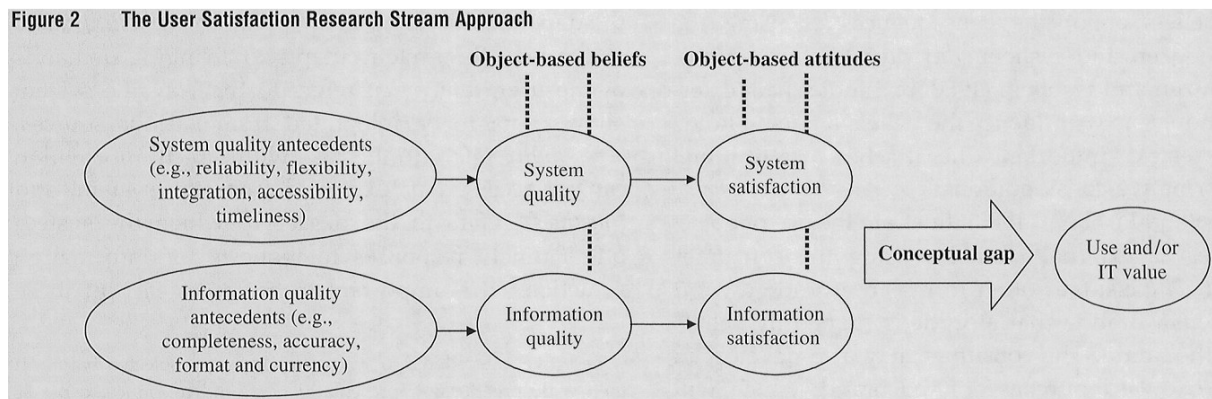 Figure 2 The User Satisfaction Research Stream Approach
Object-based beliefs
Object-based attitudes
System quality antecedents
(e.g., reliability, flexibility,
integration, accessibility,
timeliness)
System
quality
System
satisfaction
Conceptual gap
Use and/or
IT value
Information quality
antecedents (e.g.,
completeness, accuracy,
format and currency)
Information
quality
Information
satisfaction